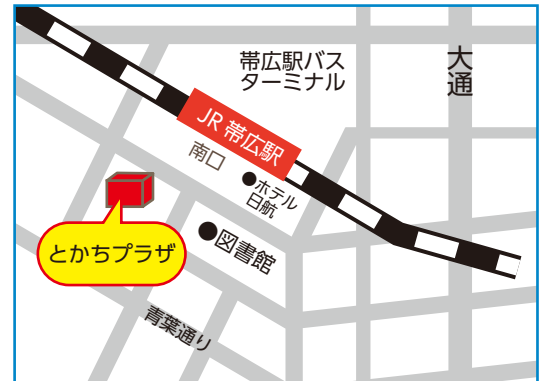 帯広駅バス
ターミナル
大通
JR 帯広駅
南口
ホテル
日航
図書館
とかちプラザ
青葉通り